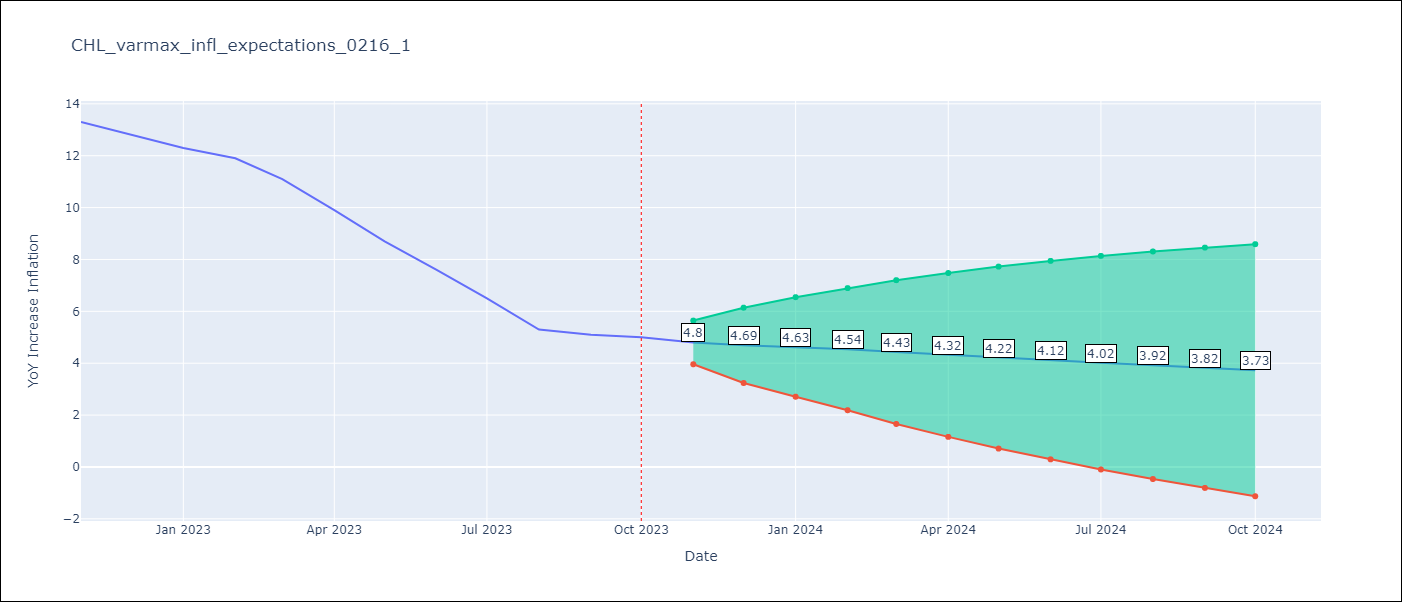 CHL_varmax_infl_expectations_0216_1
YoY Increase Inflation
14
12
10
8
6
4
2
0
−2
4.8
4.69
4.63
4.54
4.43
4.32
4.22
4.12
4.02
3.92
3.82
3.73
Jan 2023
Apr 2023
Jul 2023
Oct 2023
Jan 2024
Apr 2024
Jul 2024
Oct 2024
Date